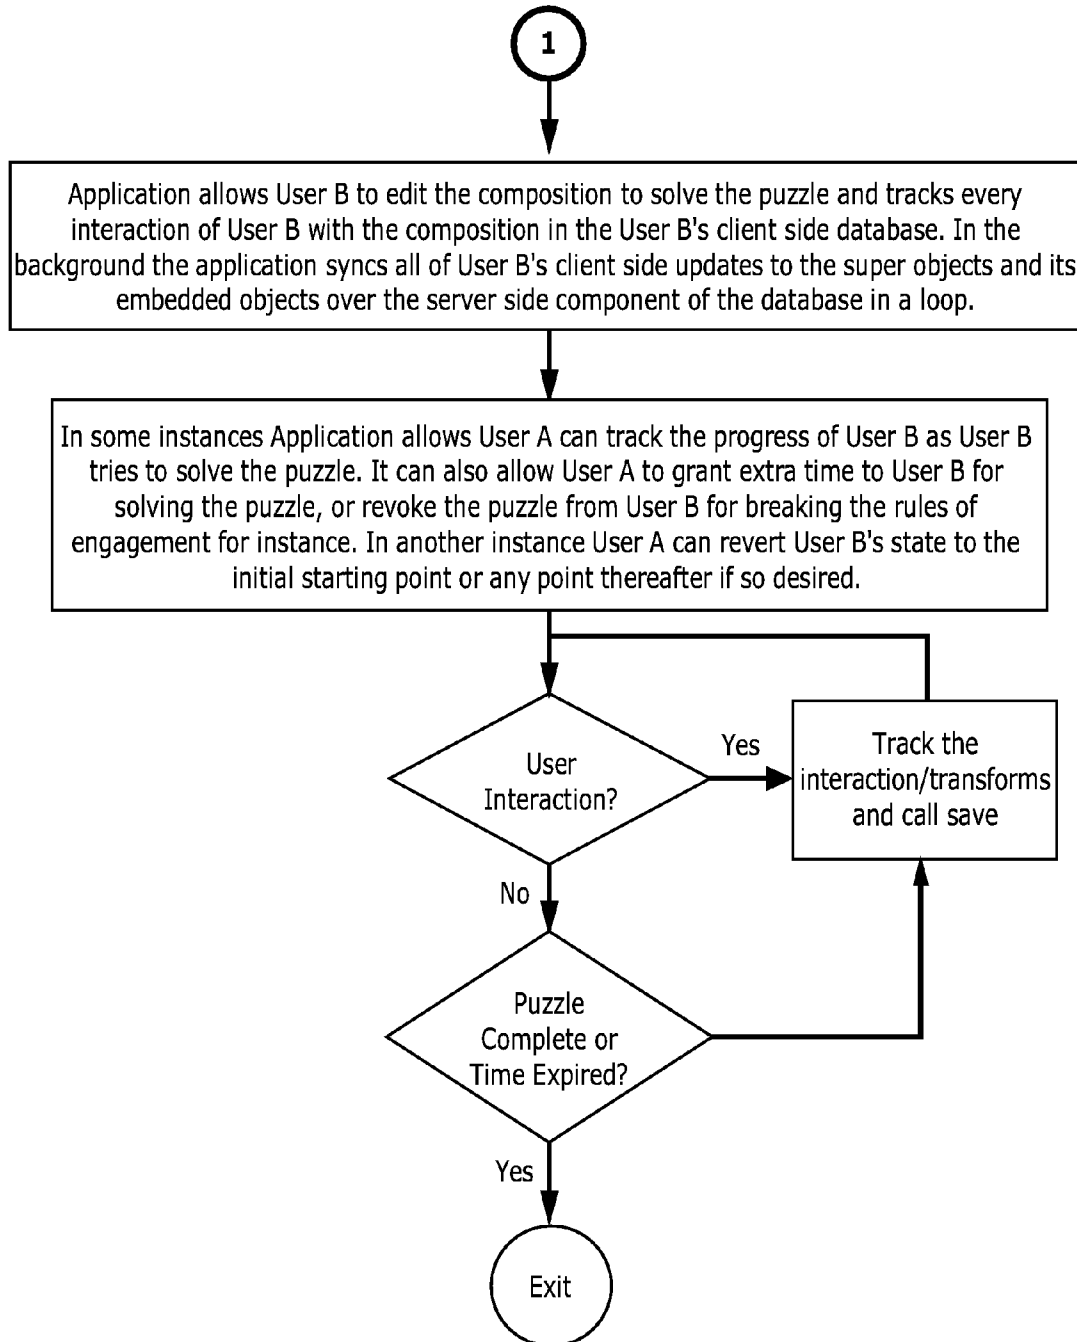 1
Application allows User B to edit the composition to solve the puzzle and tracks every
interaction of User B with the composition in the User B's client side database. In the
background the application syncs all of User B's client side updates to the super objects and its
embedded objects over the server side component of the database in a loop.
In some instances Application allows User A can track the progress of User B as User B
tries to solve the puzzle. It can also allow User A to grant extra time to User B for
solving the puzzle, or revoke the puzzle from User B for breaking the rules of
engagement for instance. In another instance User A can revert User B's state to the
initial starting point or any point thereafter if so desired.
User
Interaction?
Yes
Track the
interaction/transforms
and call save
No
Puzzle
Complete or
Time Expired?
Yes
Exit